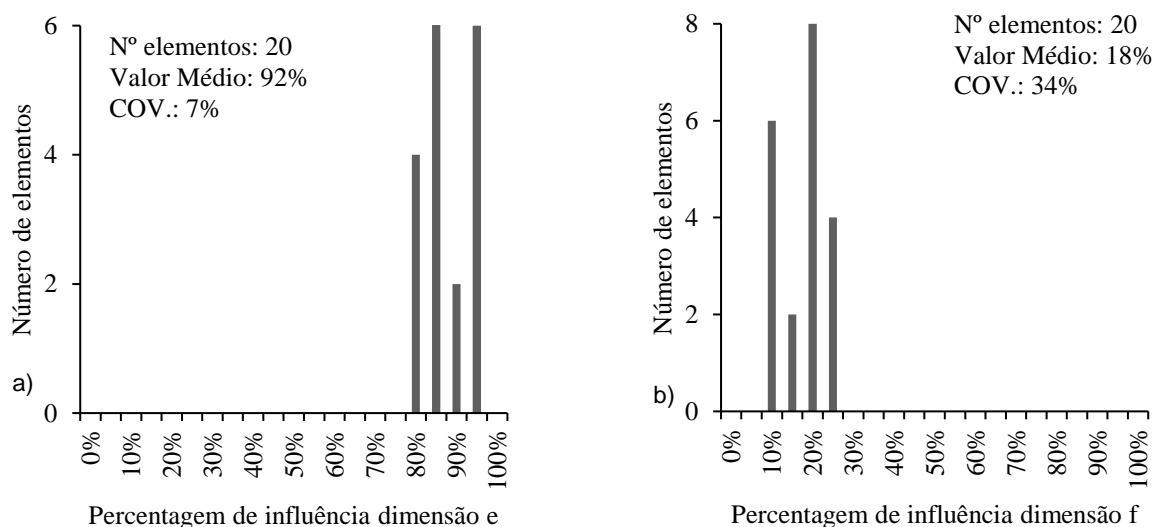 Nº elementos: 20
Valor Médio: 92%
COV.: 7%
Número de elementos
6
4
2
0
a)
0%
10%
20%
30%
40%
50%
60%
70%
80%
90%
100%
Percentagem de influência dimensão e
Nº elementos: 20
Valor Médio: 18%
COV.: 34%
Número de elementos
8
6
4
2
0
b)
0%
10%
20%
30%
40%
50%
60%
70%
80%
90%
100%
Percentagem de influência dimensão f